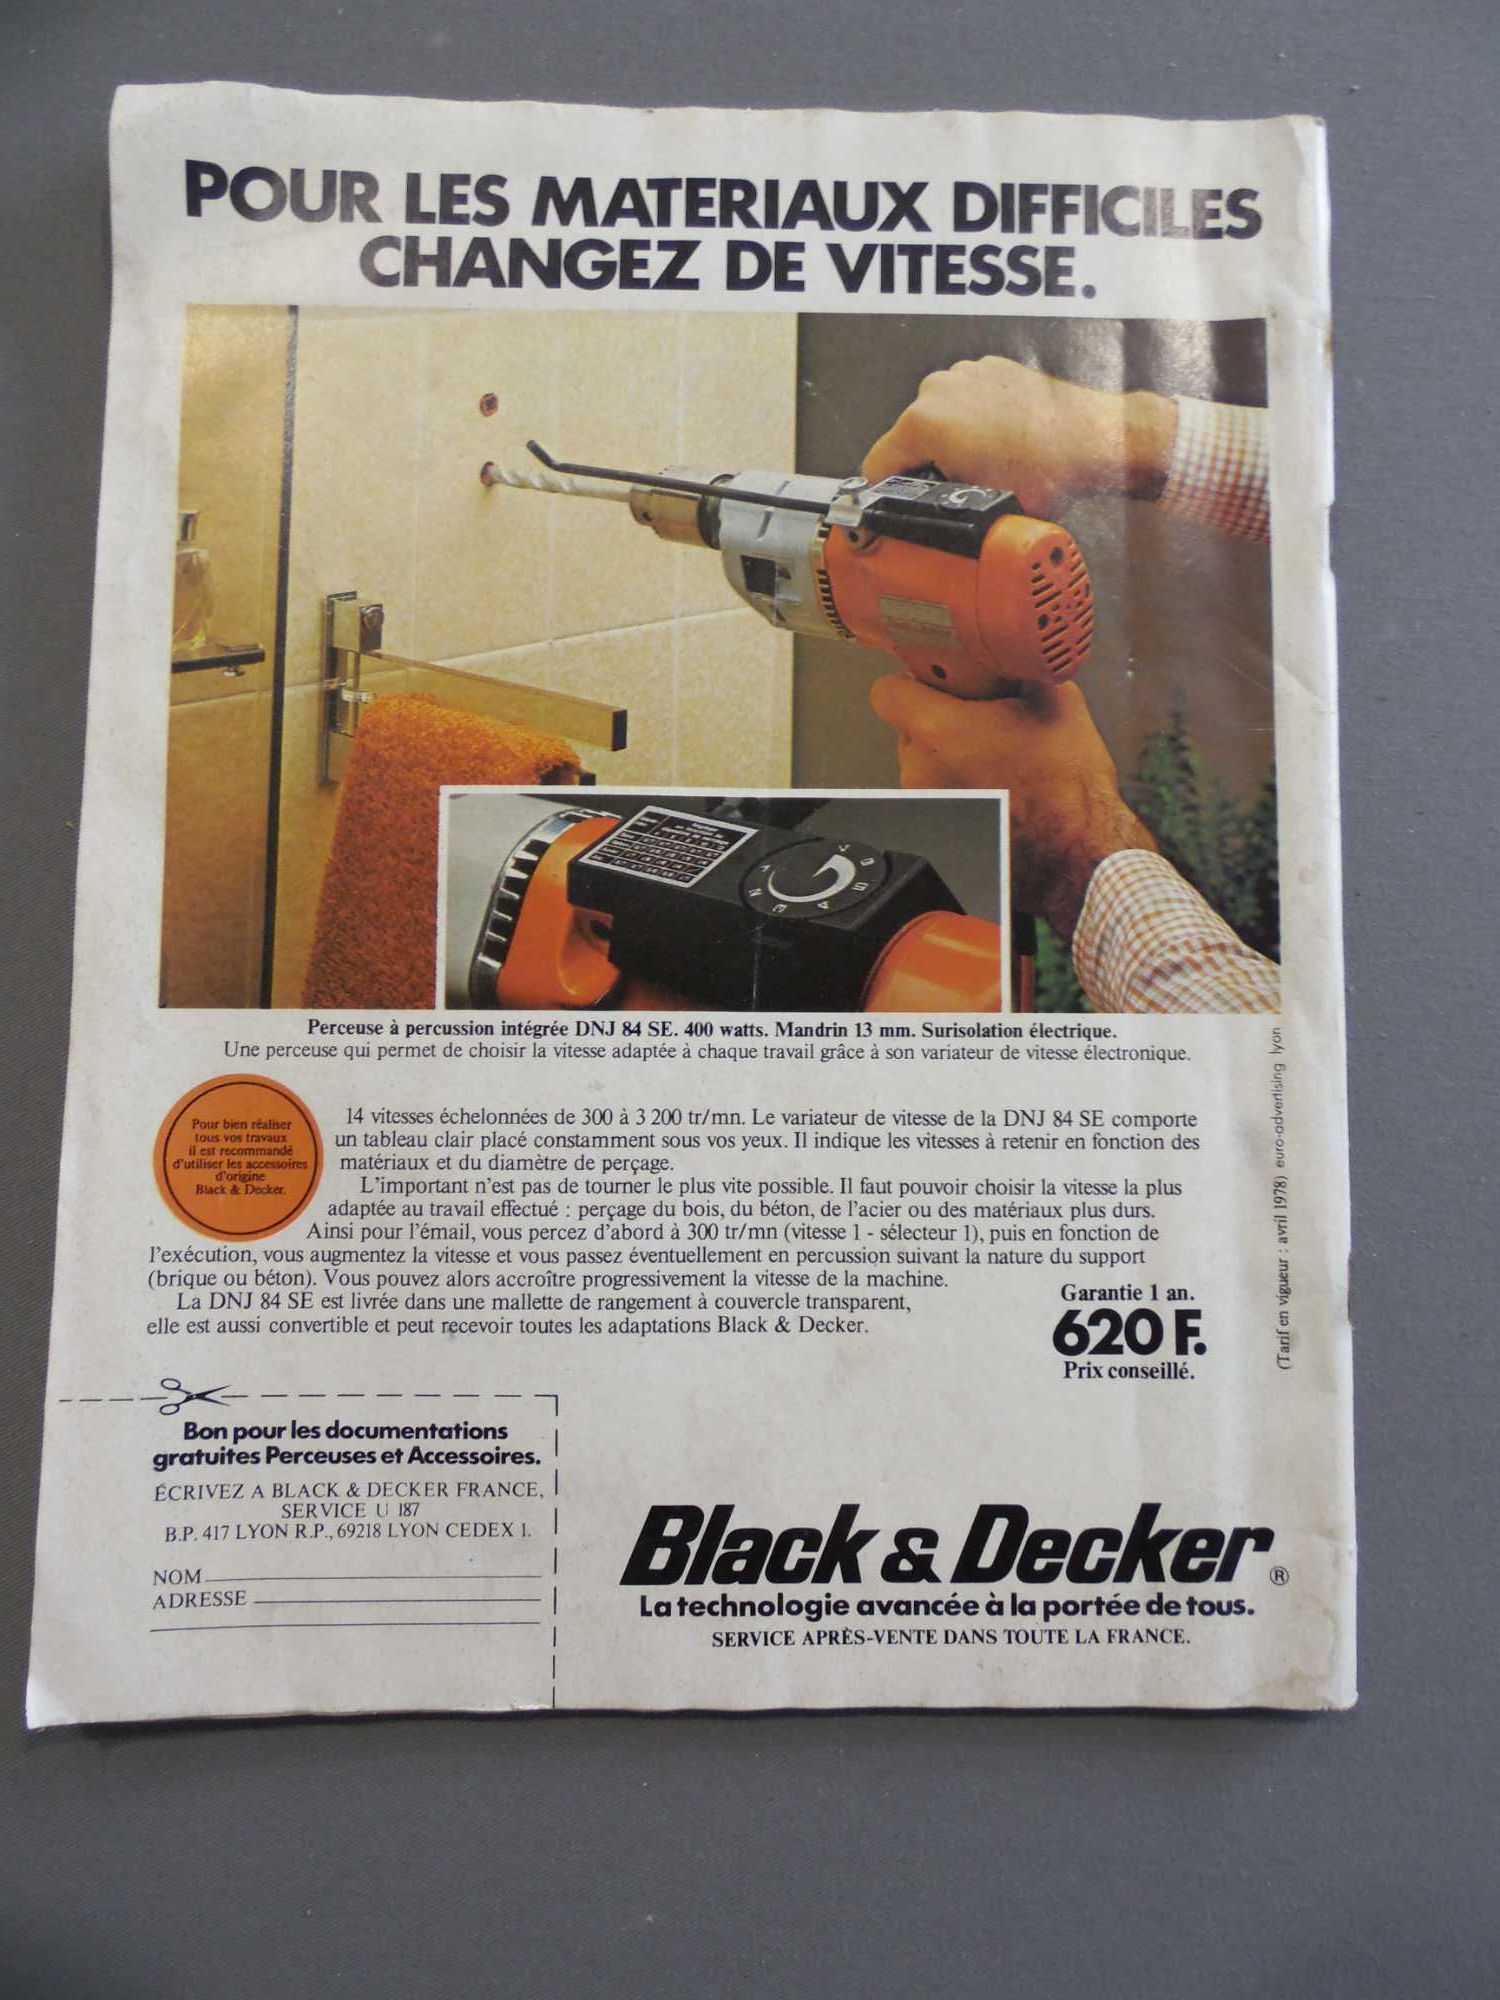 POUR LES MATERIAUX DIFFICILES
CHANGEZ DE VITESSE.
Perceuse à percussion intégrée DNJ 84 SE. 400 watts. Mandrin 13 mm. Surisolation électrique.
Une perceuse qui permet de choisir la vitesse adaptée à chaque travail grâce à son variateur de vitesse électronique.
Pour bien réaliser
tous vos travaux
il est recommandé
d'utiliser les accessoires
d'origine
Black & Decker.
14 vitesses échelonnées de 300 à 3 200 tr/mn. Le variateur de vitesse de la DNJ 84 SE comporte
un tableau clair placé constamment sous vos yeux. Il indique les vitesses à retenir en fonction des
matériaux et du diamètre de perçage.
L'important n'est pas de tourner le plus vite possible. Il faut pouvoir choisir la vitesse la plus
adaptée au travail effectué : perçage du bois, du béton, de l'acier ou des matériaux plus durs.
Ainsi pour l'émail, vous percez d'abord à 300 tr/mn (vitesse 1 - sélecteur 1), puis en fonction de
l'exécution, vous augmentez la vitesse et vous passez éventuellement en percussion suivant la nature du support
(brique ou béton). Vous pouvez alors accroître progressivement la vitesse de la machine.
La DNJ 84 SE est livrée dans une mallette de rangement à couvercle transparent,
elle est aussi convertible et peut recevoir toutes les adaptations Black & Decker.
Garantie 1 an.
620 F.
Prix conseillé.
(Tarif en vigueur : avril 1978) euro-advertising lyon
Bon pour les documentations
gratuites Perceuses et Accessoires.
ÉCRIVEZ A BLACK & DECKER FRANCE,
SERVICE U 187
B.P. 417 LYON R.P., 69218 LYON CEDEX 1.
NOM
ADRESSE
Black & Decker®
La technologie avancée à la portée de tous.
SERVICE APRÈS-VENTE DANS TOUTE LA FRANCE.